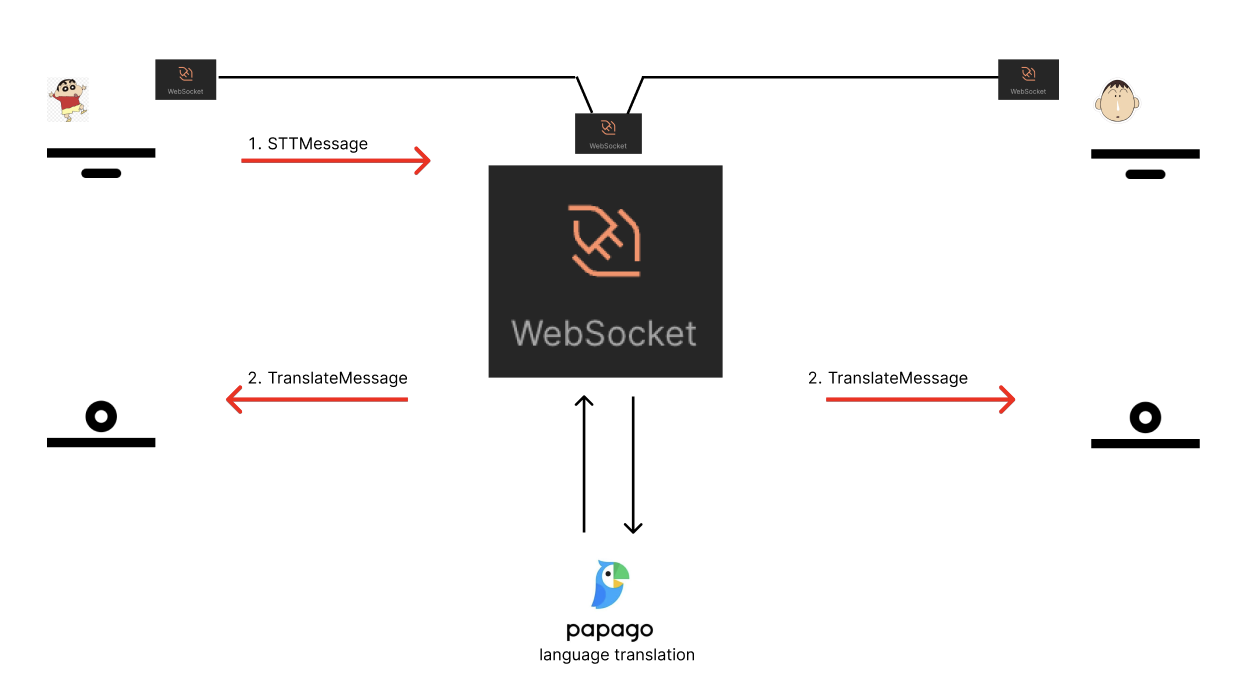 WebSocket
WebSocket
1. STTMessage
WebSocket
WebSocket
2. TranslateMessage
2. TranslateMessage
papago
language translation